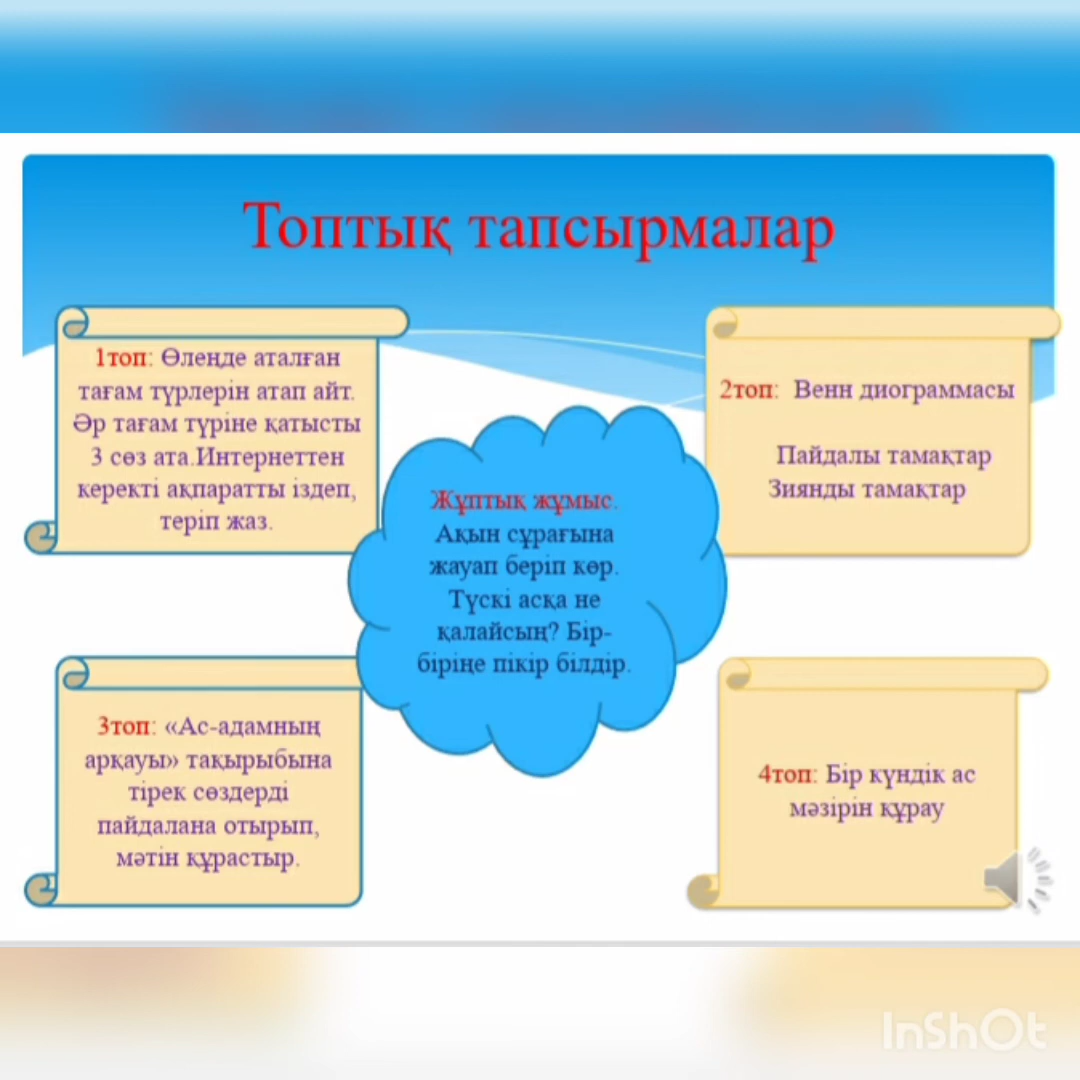 Топтық тапсырмалар
1топ: Өлеңде аталған
тағам түрлерін атап айт.
Әр тағам түріне қатысты
3 сөз ата.Интернеттен
керекті ақпаратты іздеп,
теріп жаз.
2топ: Венн диограммасы
Пайдалы тамақтар
Зиянды тамақтар
Жұптық жұмыс.
Ақын сұрағына
жауап беріп көр.
Түскі асқа не
қалайсың? Бір-
біріңе пікір білдір.
3топ: «Ас-адамның
арқауы» тақырыбына
тірек сөздерді
пайдалана отырып,
мәтін құрастыр.
4топ: Бір күндік ас
мәзірін құрау
InShOt